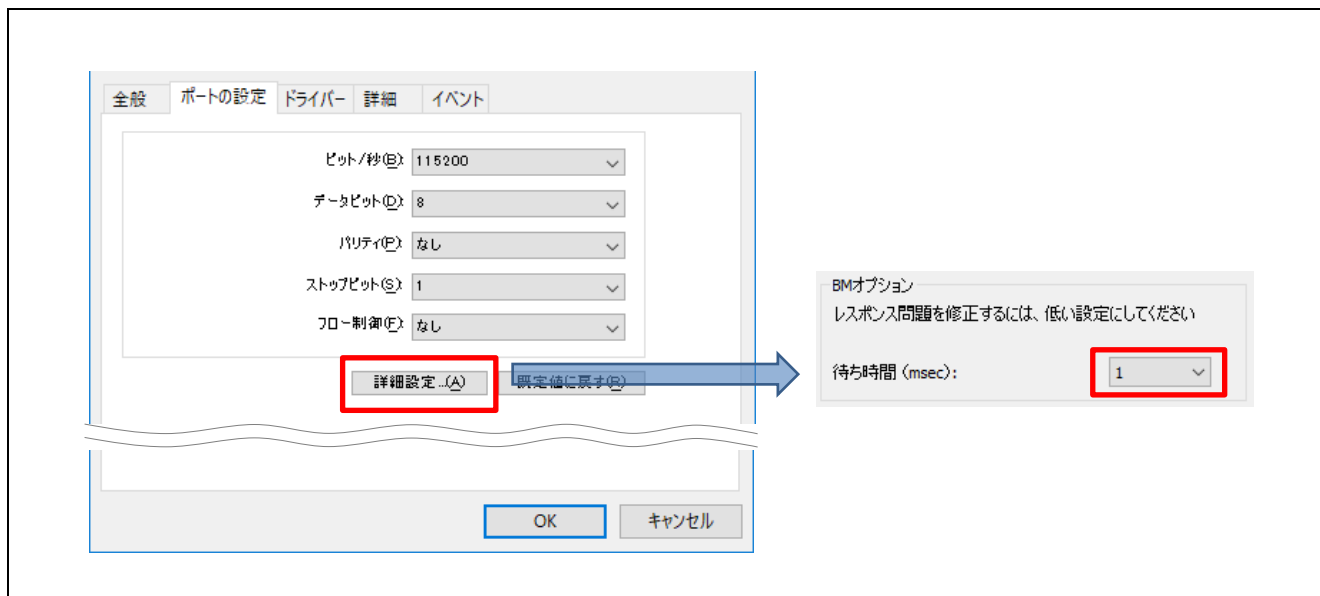 全般 ポートの設定 ドライバー 詳細 イベント
ビット/秒(B): 115200
データ ビット(D): 8
パリティ(P): なし
ストップ ビット(S): 1
フロー制御(F): なし
詳細設定...(A) 既定値に戻す(R)
OK キャンセル
BMオプション
レスポンス問題を修正するには、低い設定にしてください
待ち時間 (msec): 1